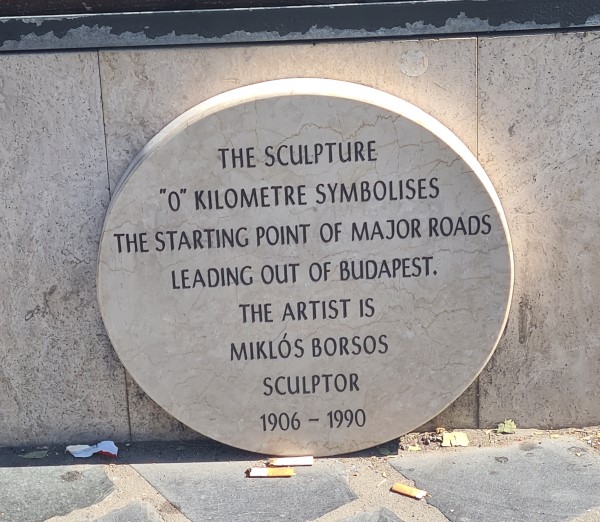 THE SCULPTURE
"0" KILOMETRE SYMBOLISES
THE STARTING POINT OF MAJOR ROADS
LEADING OUT OF BUDAPEST.
THE ARTIST IS
MIKLÓS BORSOS
SCULPTOR
1906 – 1990